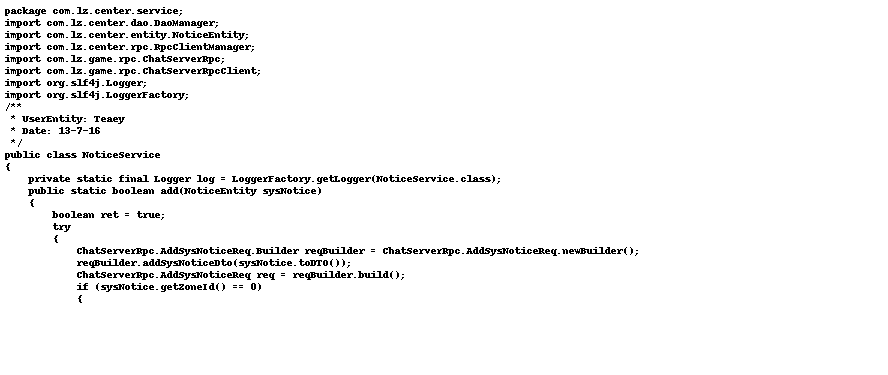 package com.lz.center.service;
import com.lz.center.dao.DaoManager;
import com.lz.center.entity.NoticeEntity;
import com.lz.center.rpc.RpcClientManager;
import com.lz.game.rpc.ChatServerRpc;
import com.lz.game.rpc.ChatServerRpcClient;
import org.slf4j.Logger;
import org.slf4j.LoggerFactory;
/**
 * UserEntity: Teaey
 * Date: 13-7-16
 */
public class NoticeService
{
    private static final Logger log = LoggerFactory.getLogger(NoticeService.class);
    public static boolean add(NoticeEntity sysNotice)
    {
        boolean ret = true;
        try
        {
            ChatServerRpc.AddSysNoticeReq.Builder reqBuilder = ChatServerRpc.AddSysNoticeReq.newBuilder();
            reqBuilder.addSysNoticeDto(sysNotice.toDTO());
            ChatServerRpc.AddSysNoticeReq req = reqBuilder.build();
            if (sysNotice.getZoneId() == 0)
            {